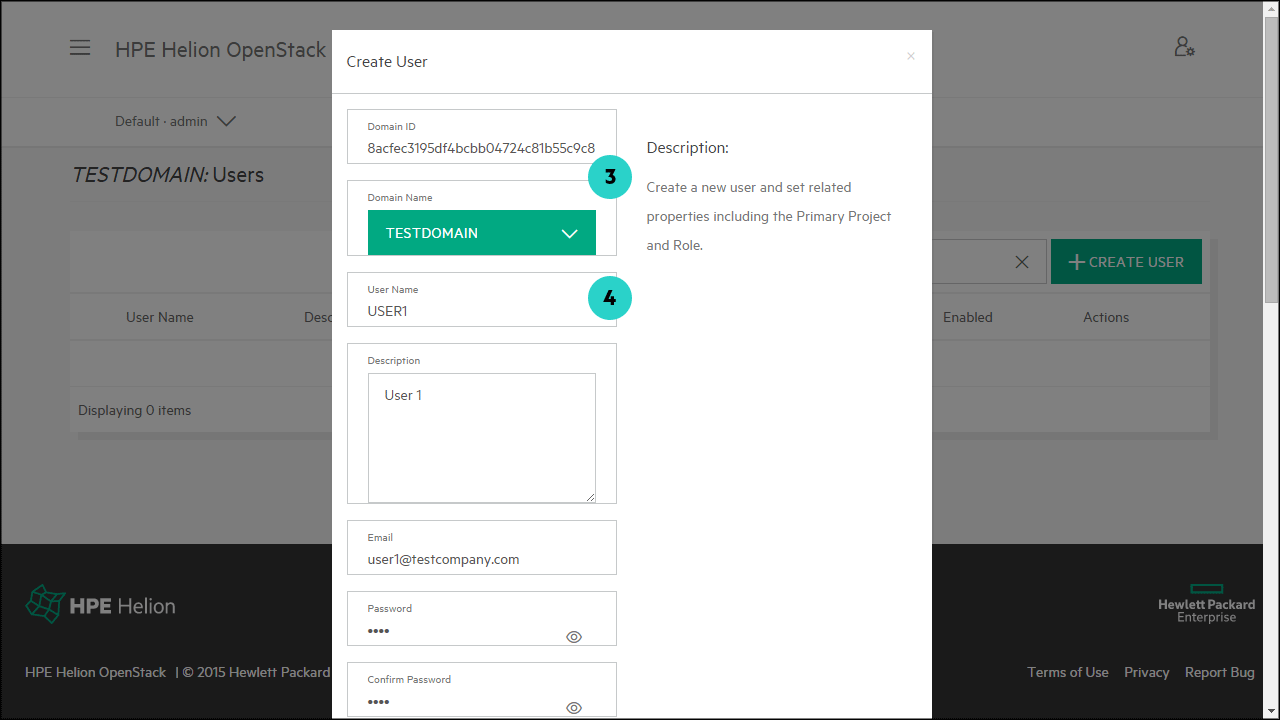 HPE Helion OpenStack
Create User
×
Default · admin
TESTDOMAIN: Users
Domain ID
8acfec3195df4bcbb04724c81b55c9c8
3
Domain Name
TESTDOMAIN
User Name
USER1
4
Description
User 1
Email
user1@testcompany.com
Password
••••
Confirm Password
••••
Description:
Create a new user and set related
properties including the Primary Project
and Role.
CREATE USER
User Name
Desc
Enabled
Actions
Displaying 0 items
HPE Helion
Hewlett Packard
Enterprise
HPE Helion OpenStack | © 2015 Hewlett Packard
Terms of Use Privacy Report Bug